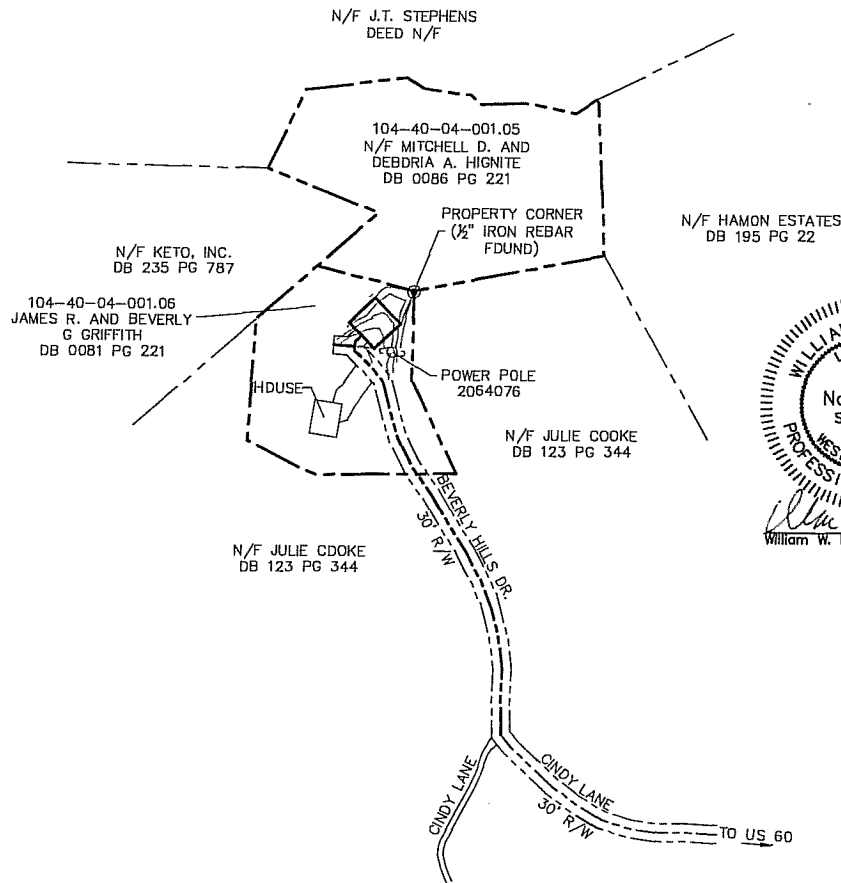 N/F J.T. STEPHENS
DEED N/F
104-40-04-001.05
N/F MITCHELL D. AND
DEBDRIA A. HIGNITE
DB 0086 PG 221
PROPERTY CORNER
(½" IRON REBAR
FDUND)
N/F HAMON ESTATES
DB 195 PG 22
N/F KETO, INC.
DB 235 PG 787
104-40-04-001.06
JAMES R. AND BEVERLY
G GRIFFITH
DB 0081 PG 221
HDUSE
POWER POLE
2054076
N/F JULIE COOKE
DB 123 PG 344
N/F JULIE CDOKE
DB 123 PG 344
BEVERLY HILLS DR.
30' R/W
CINDY LANE
CINDY LANE
30' R/W
TO US 60
William W.